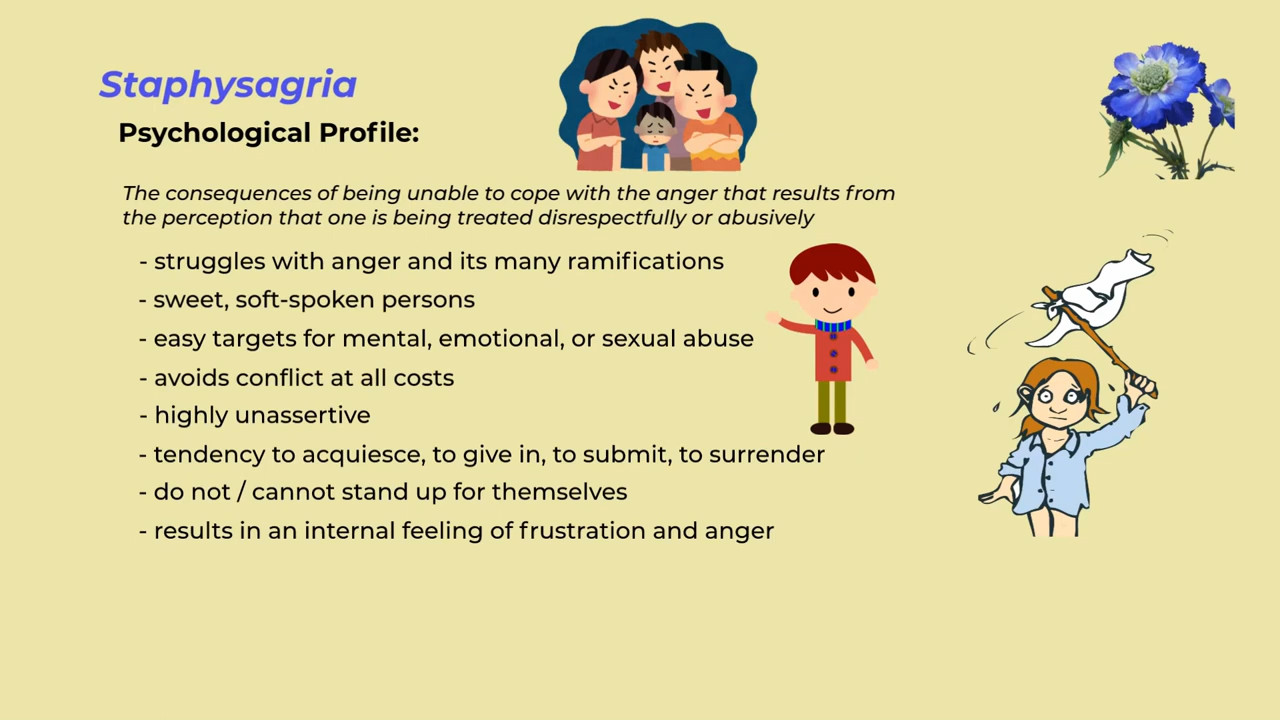 Staphysagria
Psychological Profile:
The consequences of being unable to cope with the anger that results from
the perception that one is being treated disrespectfully or abusively
- struggles with anger and its many ramifications
- sweet, soft-spoken persons
- easy targets for mental, emotional, or sexual abuse
- avoids conflict at all costs
- highly unassertive
- tendency to acquiesce, to give in, to submit, to surrender
- do not / cannot stand up for themselves
- results in an internal feeling of frustration and anger